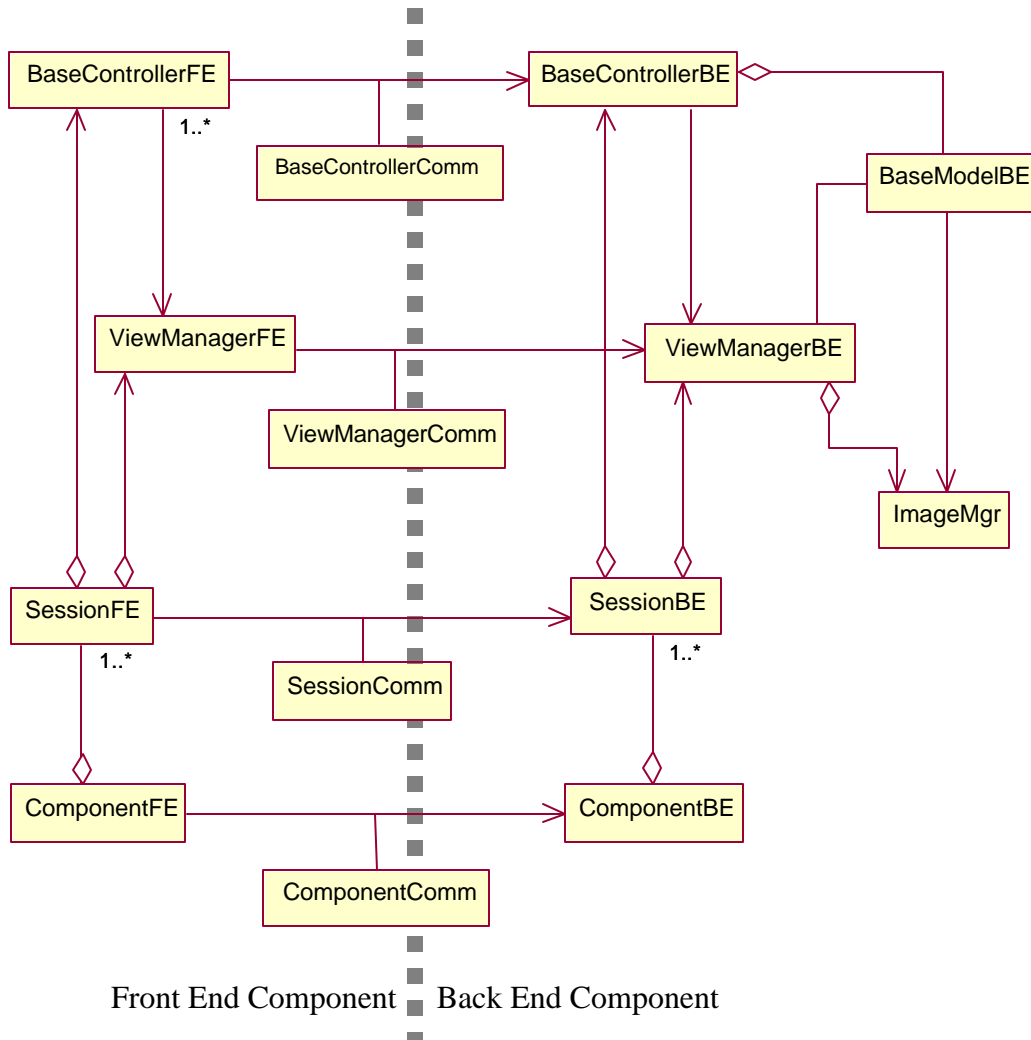 BaseControllerFE
BaseControllerBE
1..*
BaseControllerComm
BaseModelBE
ViewManagerFE
ViewManagerBE
ViewManagerComm
ImageMgr
SessionFE
SessionBE
1..*
1..*
SessionComm
ComponentFE
ComponentBE
ComponentComm
Front End Component
Back End Component